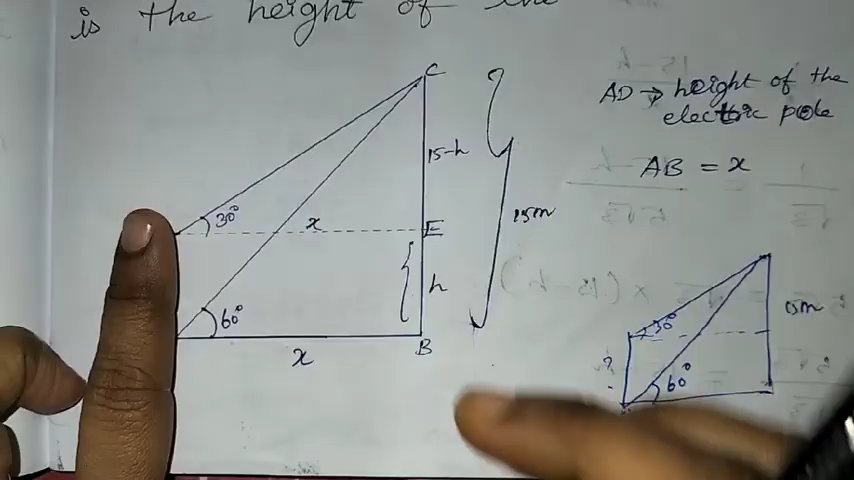 is the height of the
C
AD → height of the
electric pole
15-h
AB = x
30°
x
E
15m
h
60°
B
x
30°
15m
?
60°